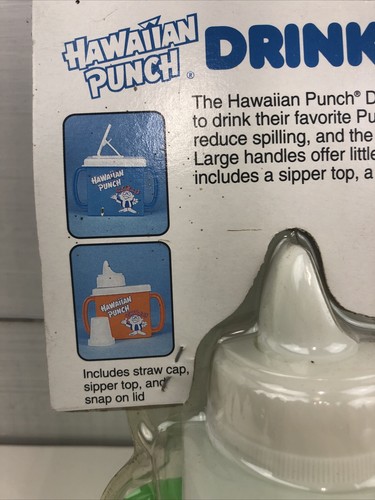 HAWAIIAN
PUNCH®
DRINK
The Hawaiian Punch® D
to drink their favorite Pu
reduce spilling, and the
Large handles offer little
includes a sipper top, a
HAWAIIAN
PUNCH
HAWAIIAN
PUNCH
Includes straw cap,
sipper top, and
snap on lid